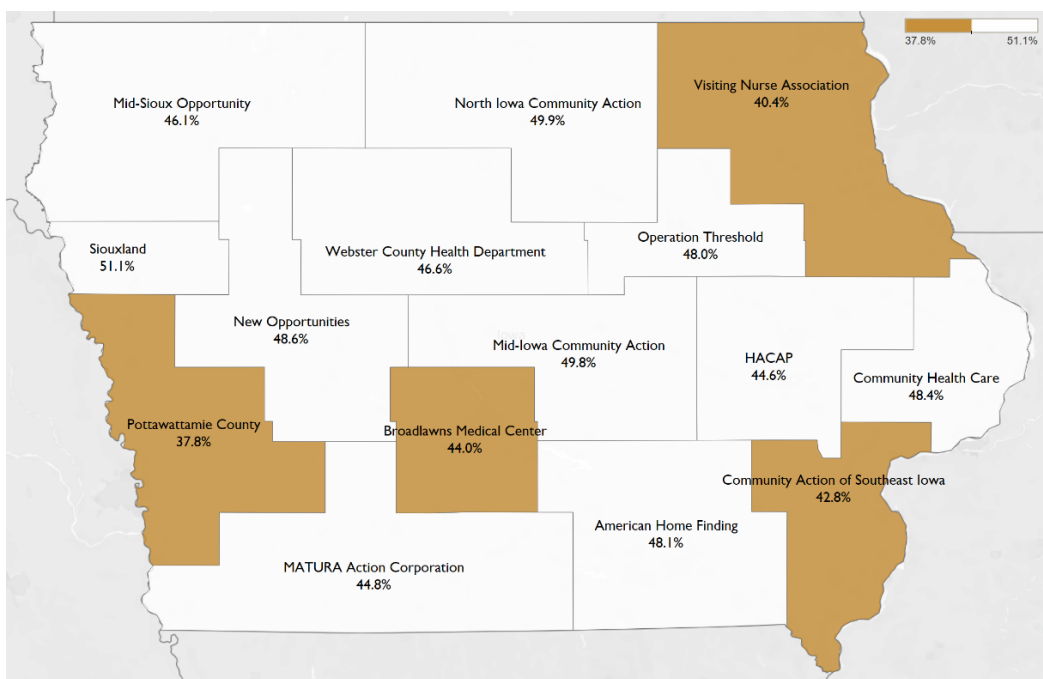 37.8% 51.1%
Visiting Nurse Association
40.4%
Mid-Sioux Opportunity
46.1%
North Iowa Community Action
49.9%
Operation Threshold
48.0%
Siouxland
51.1%
Webster County Health Department
46.6%
New Opportunities
48.6%
Mid-Iowa Community Action
49.8%
HACAP
44.6%
Community Health Care
48.4%
Pottawattamie County
37.8%
Broadlawns Medical Center
44.0%
Community Action of Southeast Iowa
42.8%
American Home Finding
48.1%
MATURA Action Corporation
44.8%